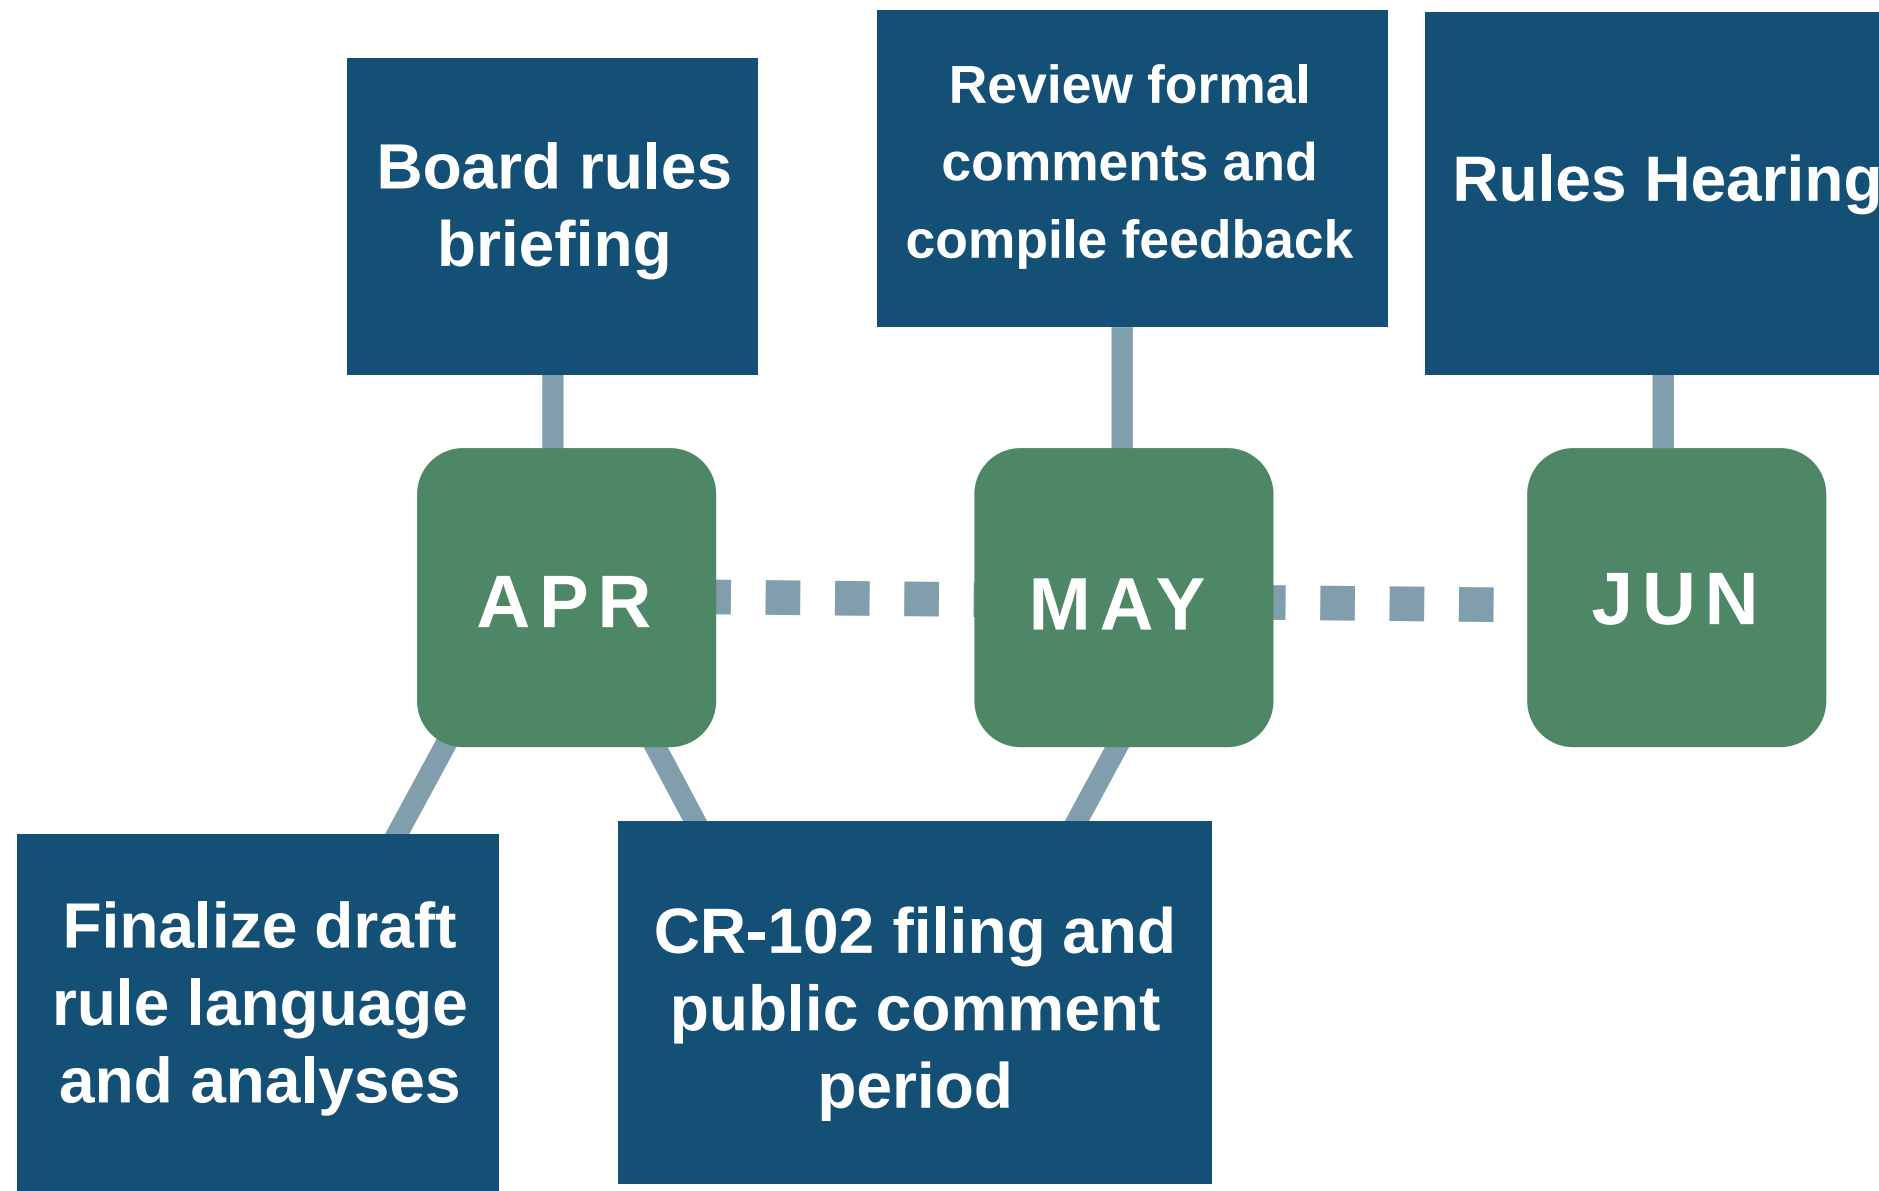 Board rules
briefing
Review formal
comments and
compile feedback
Rules Hearing
APR
MAY
JUN
Finalize draft
rule language
and analyses
CR-102 filing and
public comment
period